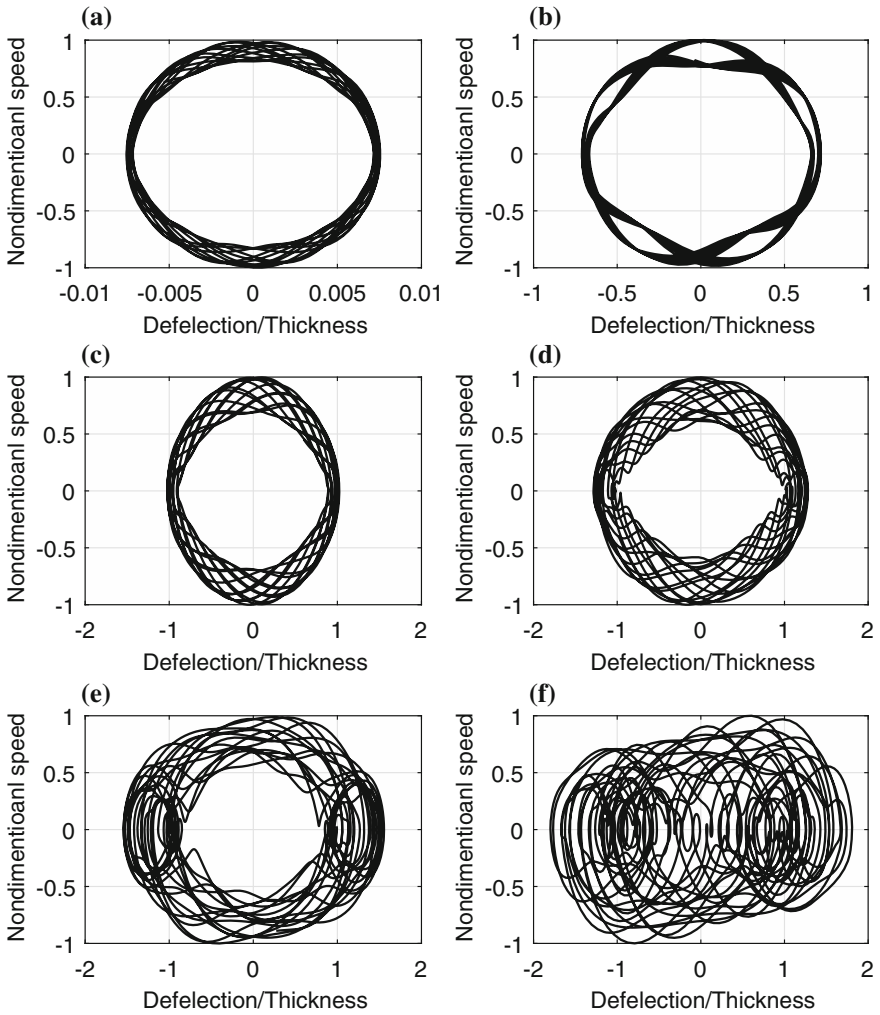 (a) (b)
Nondimentioanl speed Nondimentioanl speed
1 1
0.5 0.5
0 0
-0.5 -0.5
-1 -1
-0.01 -0.005 0 0.005 0.01 -1 -0.5 0 0.5 1
Defelection/Thickness Defelection/Thickness
(c) (d)
Nondimentioanl speed Nondimentioanl speed
1 1
0.5 0.5
0 0
-0.5 -0.5
-1 -1
-2 -1 0 1 2 -2 -1 0 1 2
Defelection/Thickness Defelection/Thickness
(e) (f)
Nondimentioanl speed Nondimentioanl speed
1 1
0.5 0.5
0 0
-0.5 -0.5
-1 -1
-2 -1 0 1 2 -2 -1 0 1 2
Defelection/Thickness Defelection/Thickness